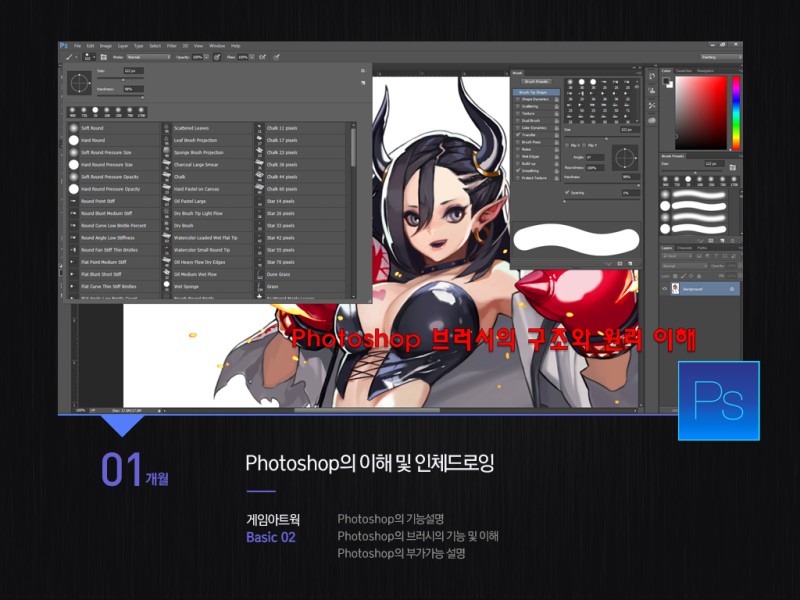 Ps File Edit Image Layer Type Select Filter 3D View Window Help
Soft Round
Hard Round
Soft Round Pressure Size
Hard Round Pressure Size
Soft Round Pressure Opacity
Hard Round Pressure Opacity
Round Point Stiff
Round Blunt Medium Stiff
Round Curve Low Bristle Percent
Round Angle Low Stiffness
Round Fan Stiff Thin Bristles
Flat Point Medium Stiff
Flat Blunt Short Stiff
Flat Curve Thin Stiff Bristles
Scattered Leaves
Leaf Brush Projection
Sponge Brush Projection
Charcoal Large Smear
Chalk
Hard Pastel on Canvas
Oil Pastel Large
Dry Brush Tip Light Flow
Dry Brush
Watercolor Loaded Wet Flat Tip
Watercolor Small Round Tip
Oil Heavy Flow Dry Edges
Oil Medium Wet Flow
Wet Sponge
Chalk 11 pixels
Chalk 17 pixels
Chalk 23 pixels
Chalk 36 pixels
Chalk 44 pixels
Chalk 60 pixels
Star 14 pixels
Star 26 pixels
Star 33 pixels
Star 42 pixels
Star 55 pixels
Star 70 pixels
Dune Grass
Grass
Brush Presets
Brush Tip Shape
Shape Dynamics
Scattering
Texture
Dual Brush
Color Dynamics
Transfer
Brush Pose
Noise
Wet Edges
Build-up
Smoothing
Protect Texture
Photoshop 브러시의 구조와 원리 이해
Ps
01개월
Photoshop의 이해 및 인체드로잉
게임아트웍
Basic 02
Photoshop의 기능설명
Photoshop의 브러시의 기능 및 이해
Photoshop의 부가가능 설명